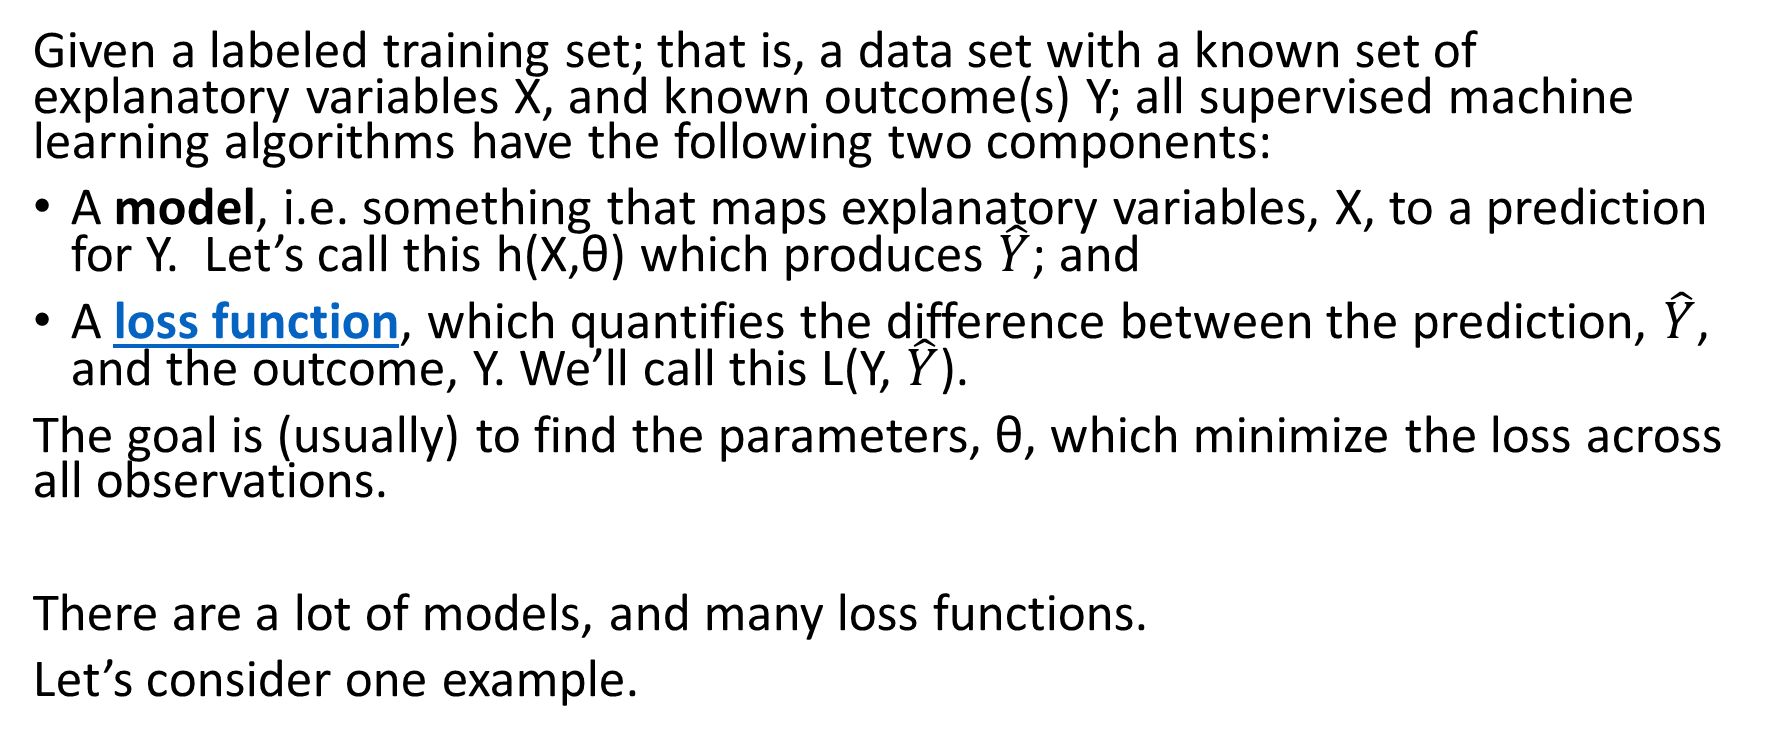 Given a labeled training set; that is, a data set with a known set of
explanatory variables X, and known outcome(s) Y; all supervised machine
learning algorithms have the following two components:
• A model, i.e. something that maps explanatory variables, X, to a prediction
for Y.  Let’s call this h(X,θ) which produces Ŷ; and
• A loss function, which quantifies the difference between the prediction, Ŷ,
and the outcome, Y. We’ll call this L(Y, Ŷ).
The goal is (usually) to find the parameters, θ, which minimize the loss across
all observations.
There are a lot of models, and many loss functions.
Let’s consider one example.